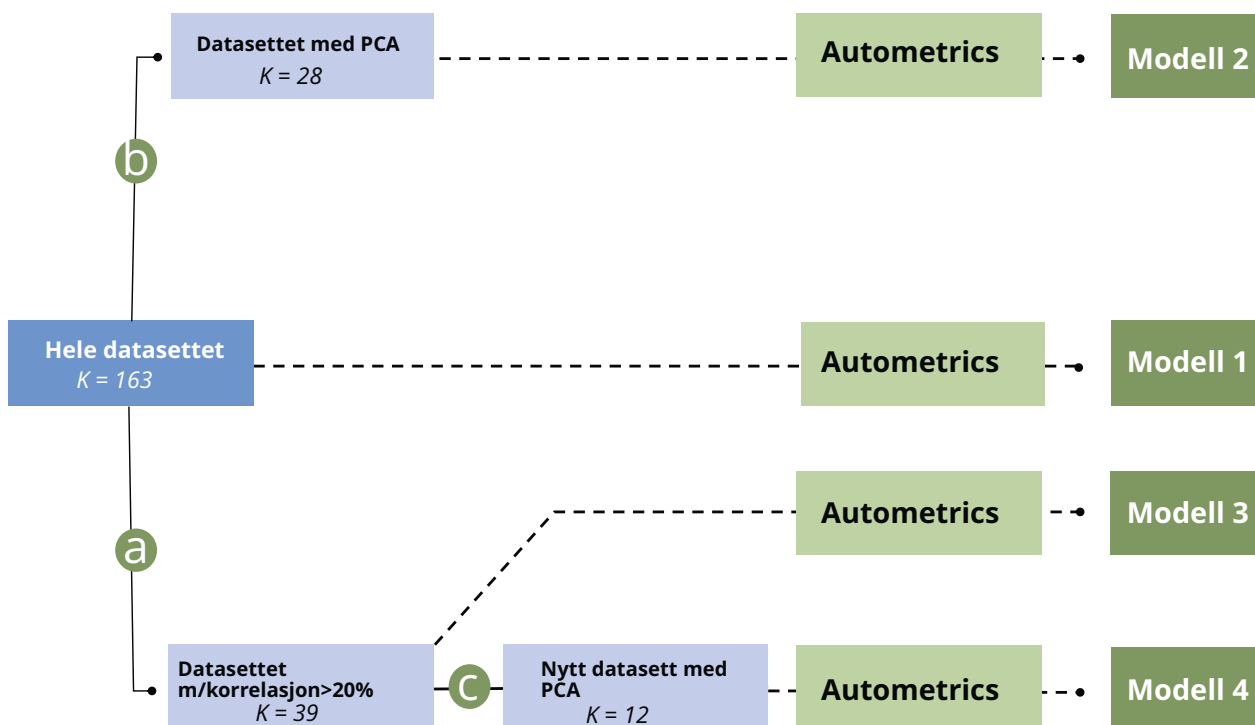 Datasettet med PCA
K = 28
Autometrics
Modell 2
b
Hele datasettet
K = 163
Autometrics
Modell 1
Autometrics
Modell 3
a
Datasettet
m/korrelasjon>20%
K = 39
c
Nytt datasett med
PCA
K = 12
Autometrics
Modell 4